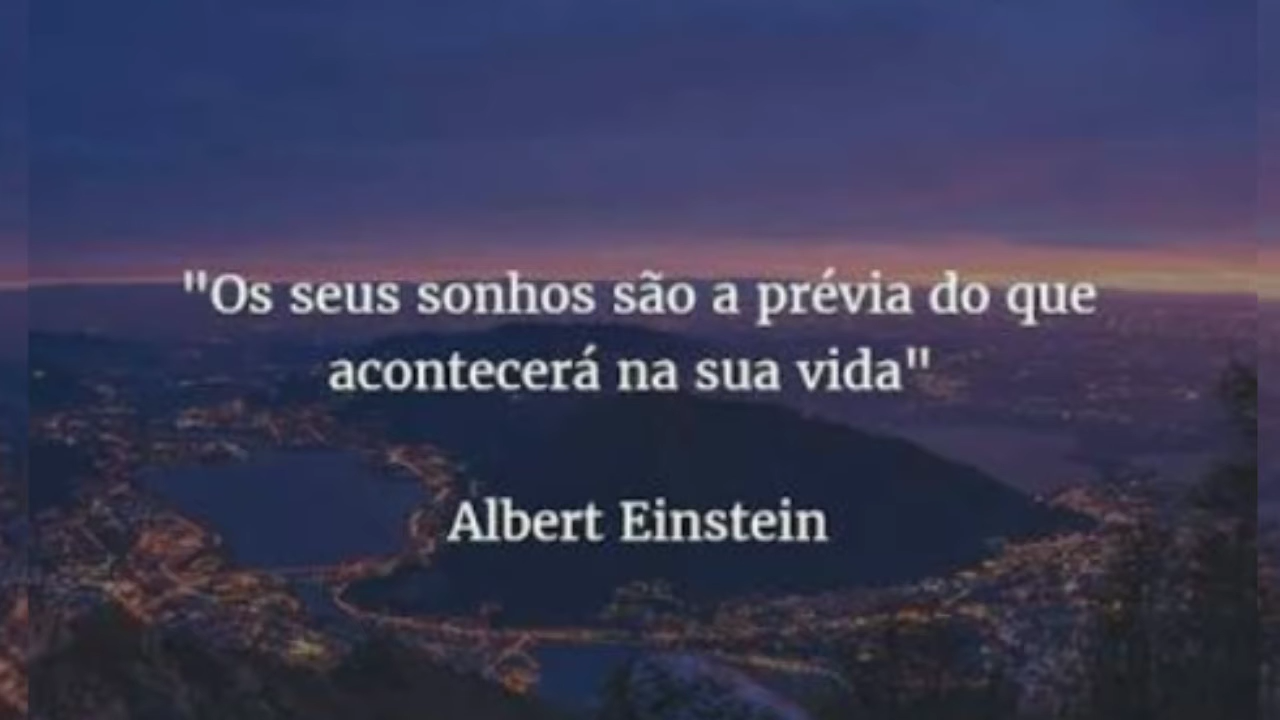 "Os seus sonhos são a prévia do que
acontecerá na sua vida"
Albert Einstein